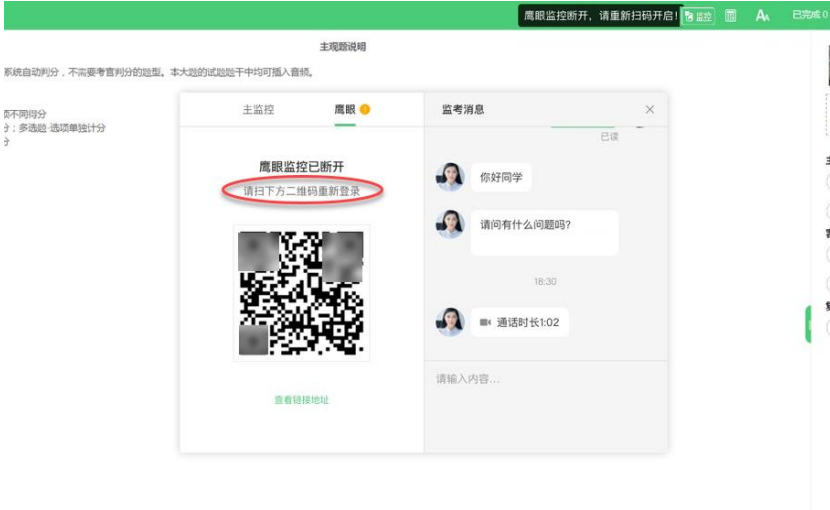 鹰眼监控断开，请重新扫码开启！
监控
已完成 0
主观题说明
系统自动判分，不需要考官判分的题型。本大题的试题题干中均可插入音频。
不同得分
分；多选题-选项单独计分
分
主监控
鹰眼
鹰眼监控已断开
请扫下方二维码重新登录
查看链接地址
监考消息
已读
你好同学
请问有什么问题吗?
18:30
通话时长1:02
请输入内容...